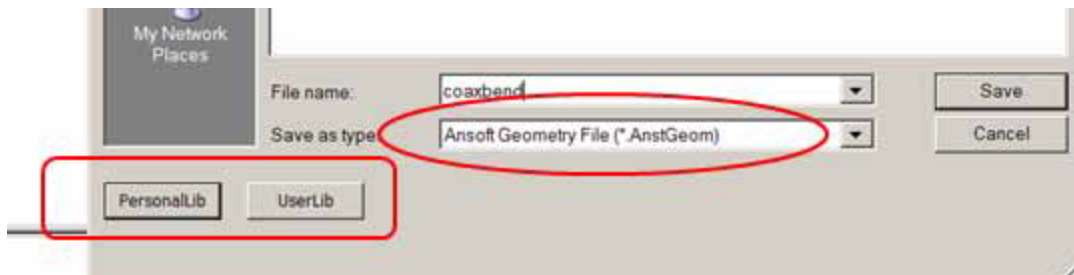 My Network
Places
File name:
coaxbend
Save
Save as type:
Ansoft Geometry File (*.AnstGeom)
Cancel
PersonalLib
UserLib